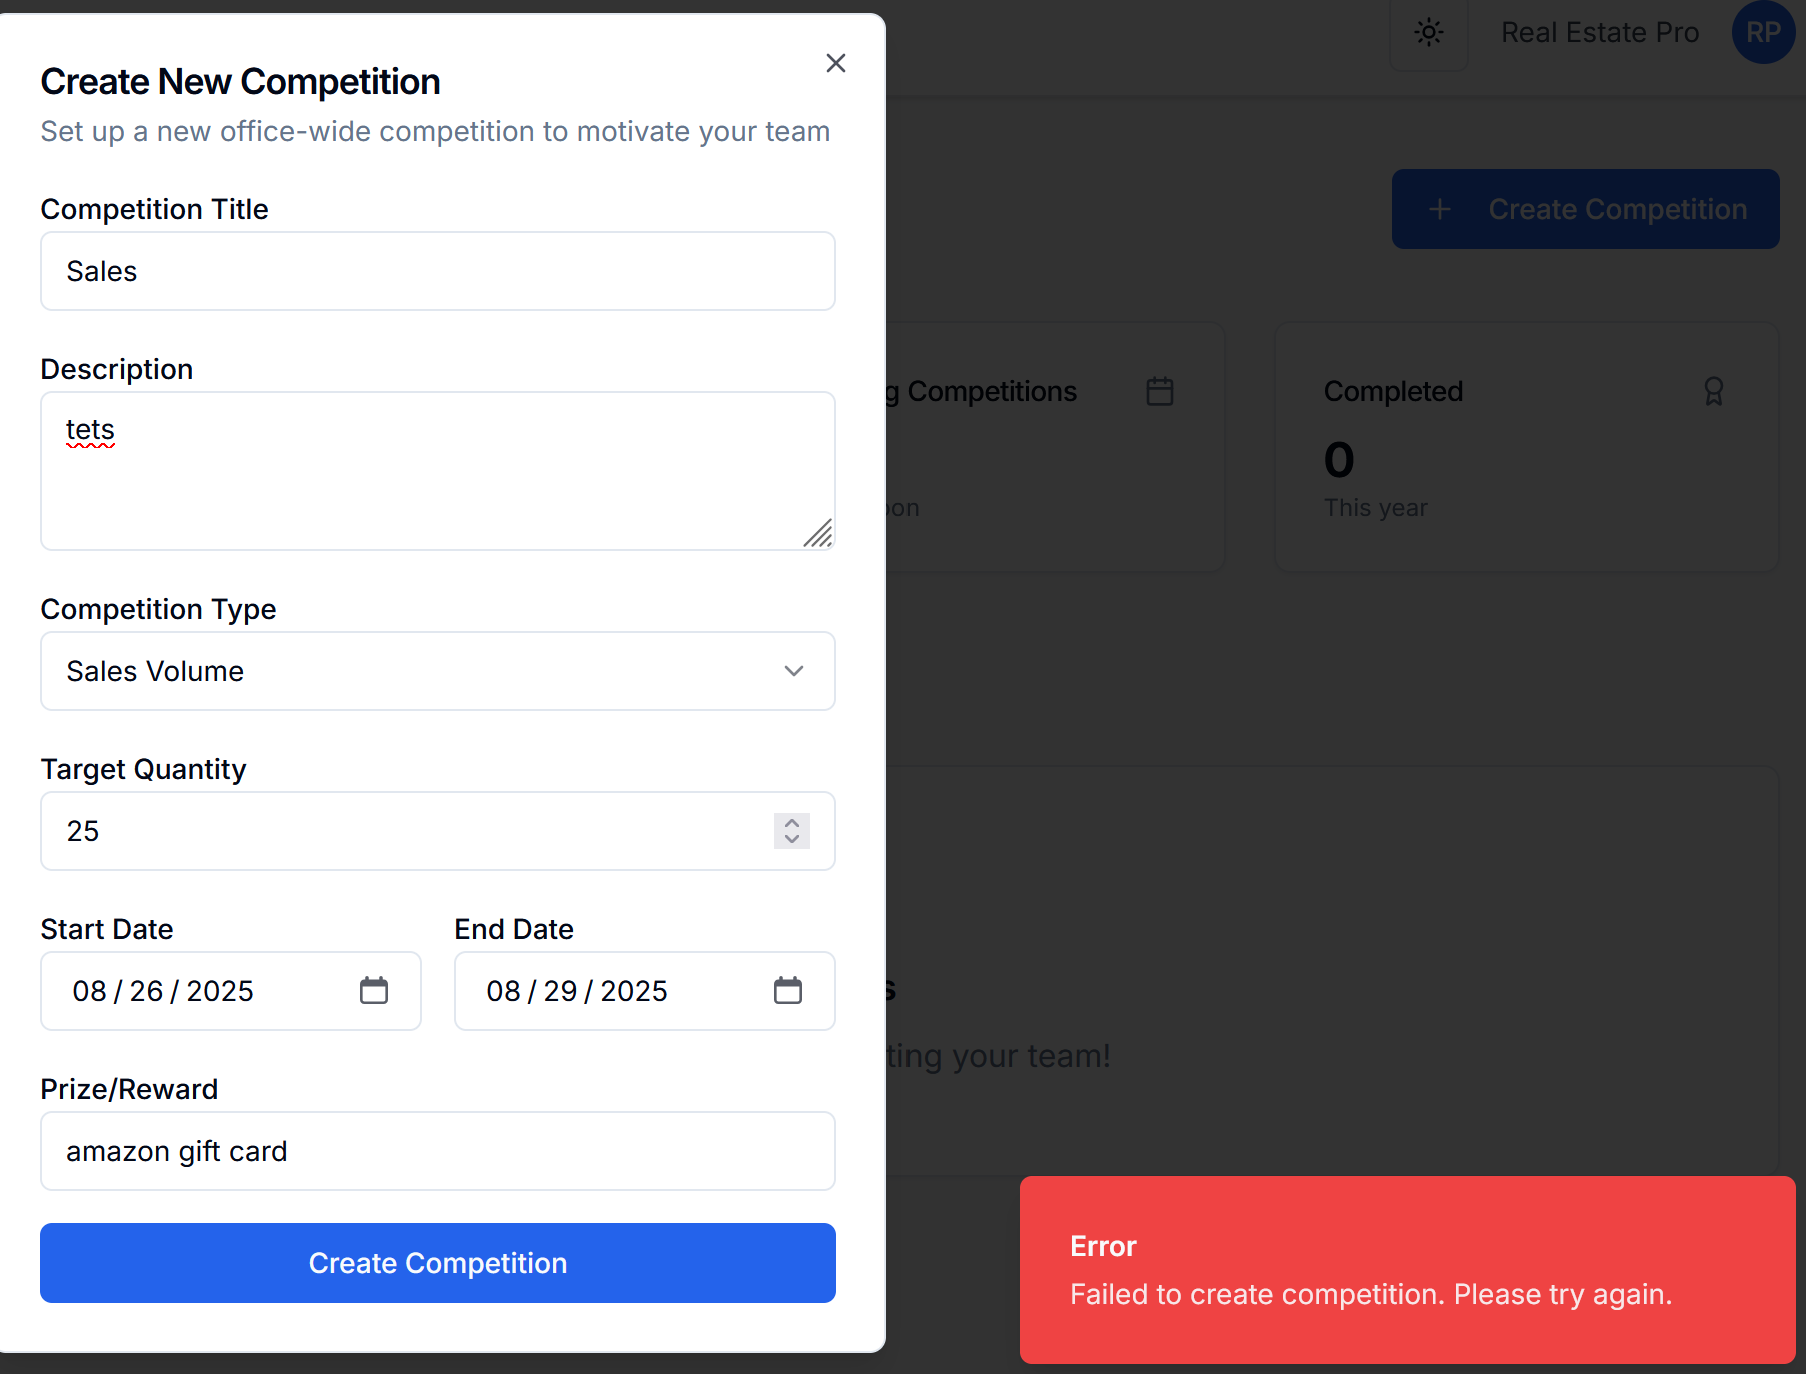 Real Estate Pro
RP
Create New Competition
Set up a new office-wide competition to motivate your team
Create Competition
Competition Title
Sales
Description
tets
g Competitions
Completed
0
oon
This year
Competition Type
Sales Volume
Target Quantity
25
Start Date
End Date
08 / 26 / 2025
08 / 29 / 2025
s
ting your team!
Prize/Reward
amazon gift card
Create Competition
Error
Failed to create competition. Please try again.